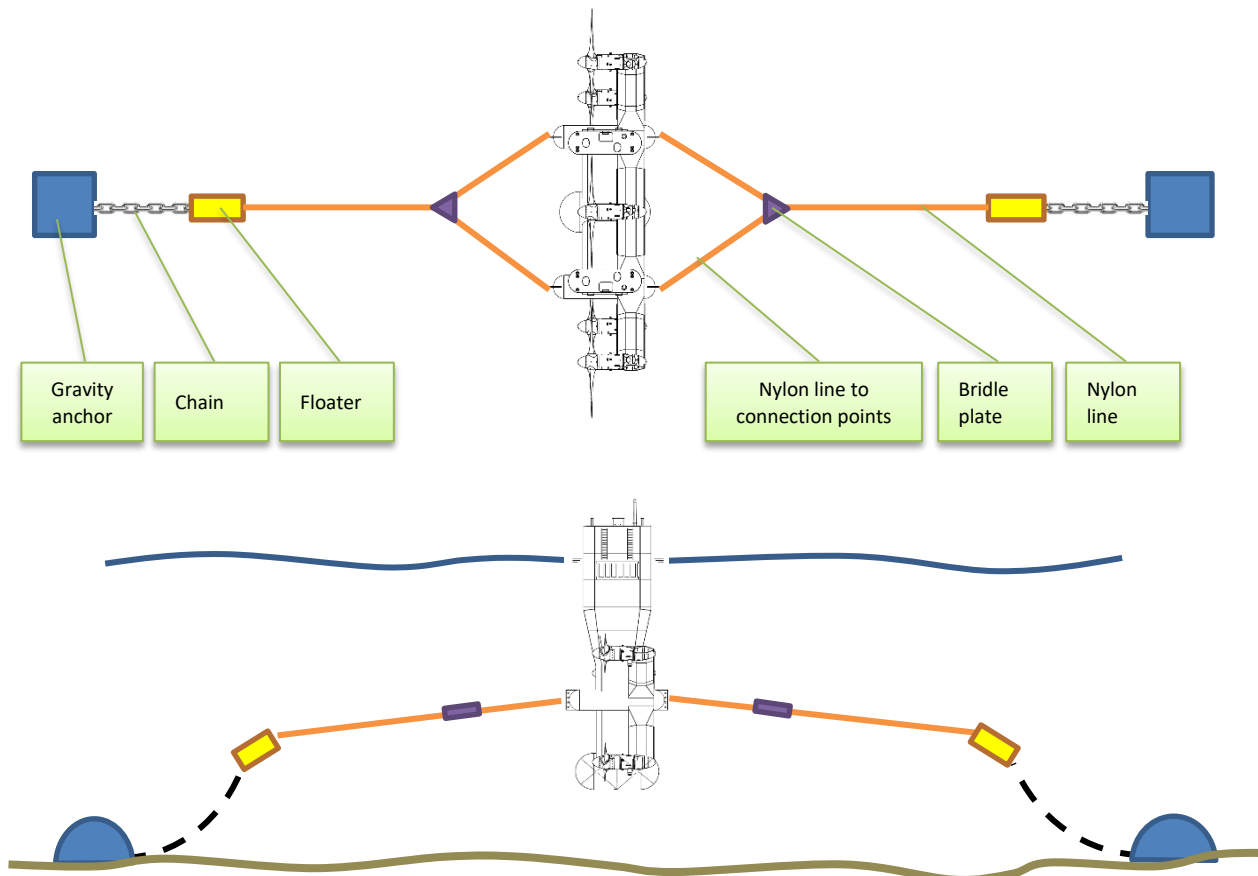 Gravity
anchor
Chain
Floater
Nylon line to
connection points
Bridle
plate
Nylon
line